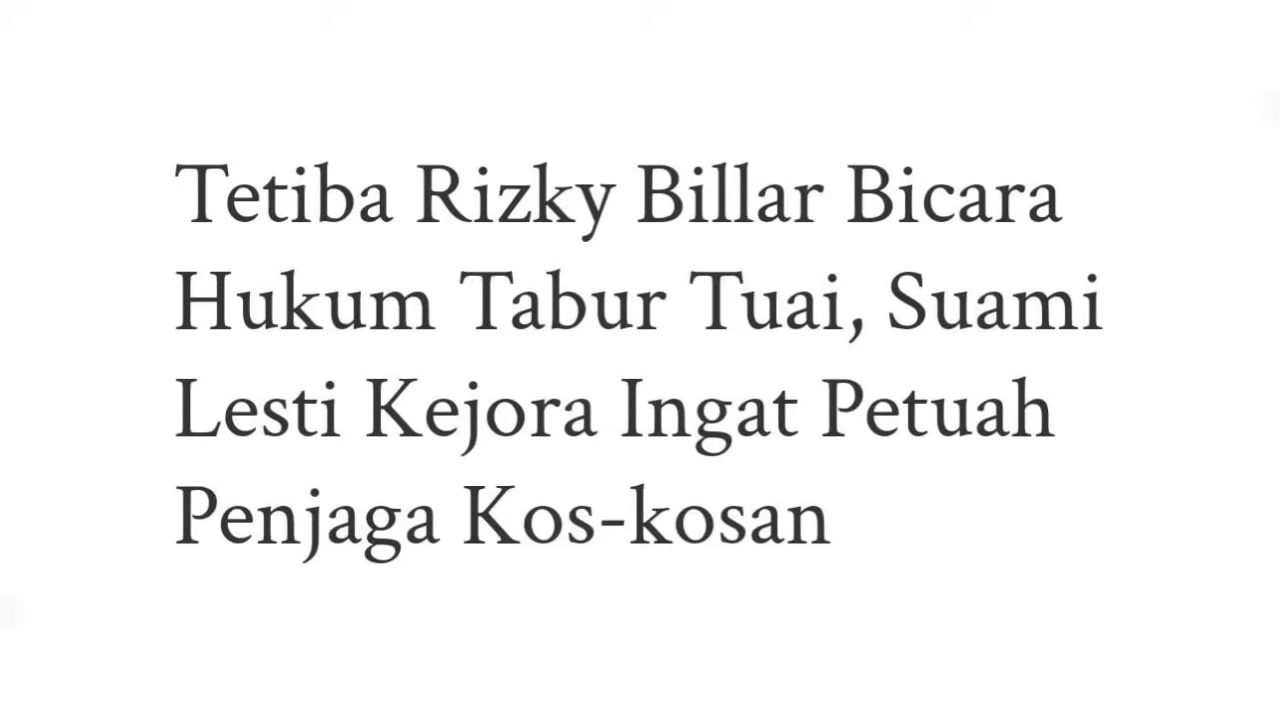 Tetiba Rizky Billar Bicara
Hukum Tabur Tuai, Suami
Lesti Kejora Ingat Petuah
Penjaga Kos-kosan